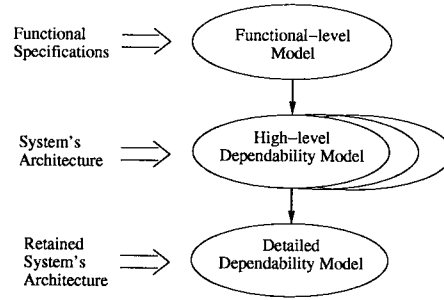 Functional
Specifications
Functional–level
Model
System's
Architecture
High–level
Dependability Model
Retained
System's
Architecture
Detailed
Dependability Model